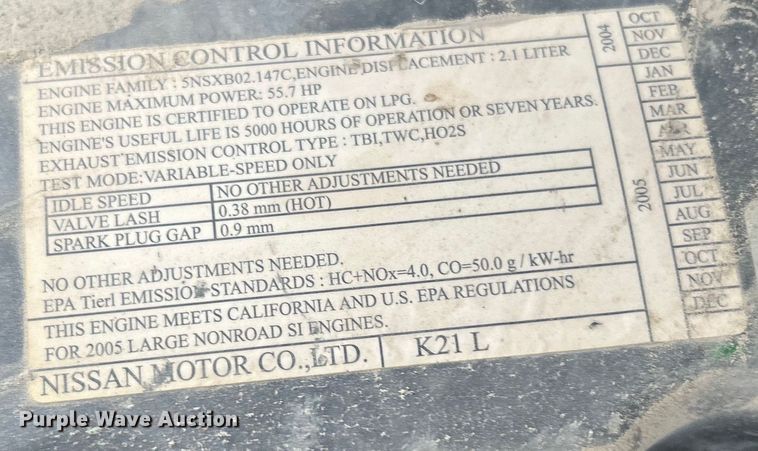 EMISSION CONTROL INFORMATION
ENGINE FAMILY : 5NSXB02.147C,ENGINE DISPLACEMENT : 2.1 LITER
ENGINE MAXIMUM POWER: 55.7 HP
THIS ENGINE IS CERTIFIED TO OPERATE ON LPG.
ENGINE'S USEFUL LIFE IS 5000 HOURS OF OPERATION OR SEVEN YEARS.
EXHAUST EMISSION CONTROL TYPE : TBI,TWC,HO2S
TEST MODE:VARIABLE-SPEED ONLY
IDLE SPEED NO OTHER ADJUSTMENTS NEEDED
VALVE LASH 0.38 mm (HOT)
SPARK PLUG GAP 0.9 mm
NO OTHER ADJUSTMENTS NEEDED.
EPA Tier1 EMISSION STANDARDS : HC+NOx=4.0, CO=50.0 g / kW-hr
THIS ENGINE MEETS CALIFORNIA AND U.S. EPA REGULATIONS
FOR 2005 LARGE NONROAD SI ENGINES.
NISSAN MOTOR CO.,LTD. K21 L
2004
OCT
NOV
DEC
2005
JAN
FEB
MAR
APR
MAY
JUN
JUL
AUG
SEP
OCT
NOV
DEC
Purple Wave Auction